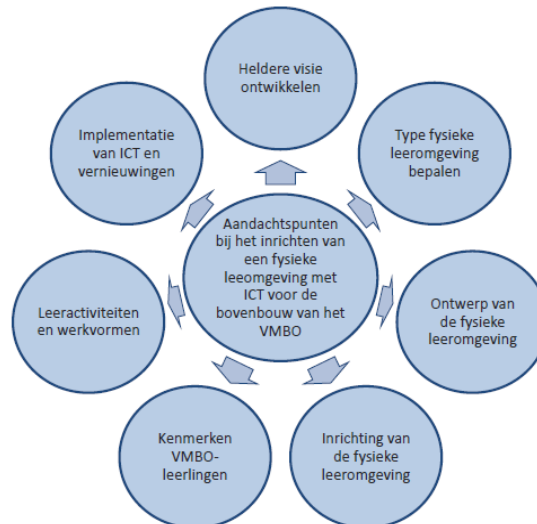 Heldere visie
ontwikkelen
Type fysieke
leeromgeving
bepalen
Ontwerp van
de fysieke
leeromgeving
Inrichting van
de fysieke
leeromgeving
Kenmerken
VMBO-
leerlingen
Leeractiviteiten
en werkvormen
Implementatie
van ICT en
vernieuwingen
Aandachtspunten
bij het inrichten van
een fysieke
leeomgeving met
ICT voor de
bovenbouw van het
VMBO